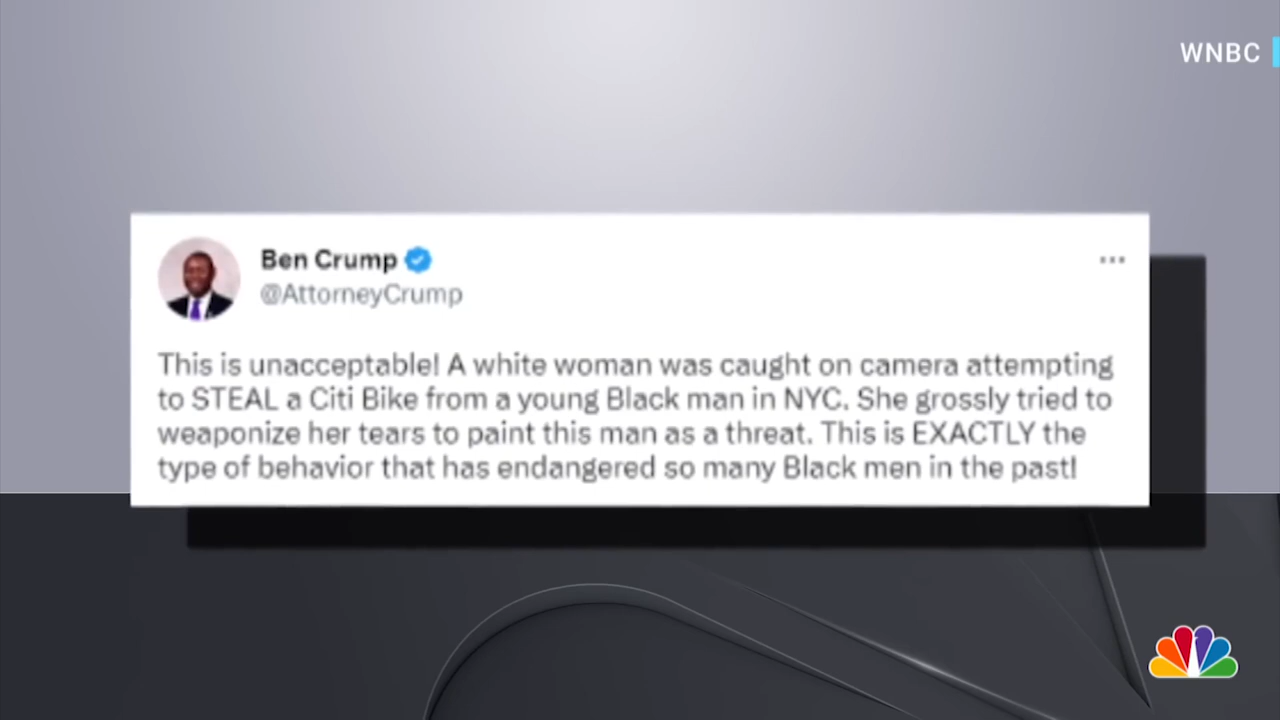 WNBC
Ben Crump
@AttorneyCrump
This is unacceptable! A white woman was caught on camera attempting
to STEAL a Citi Bike from a young Black man in NYC. She grossly tried to
weaponize her tears to paint this man as a threat. This is EXACTLY the
type of behavior that has endangered so many Black men in the past!